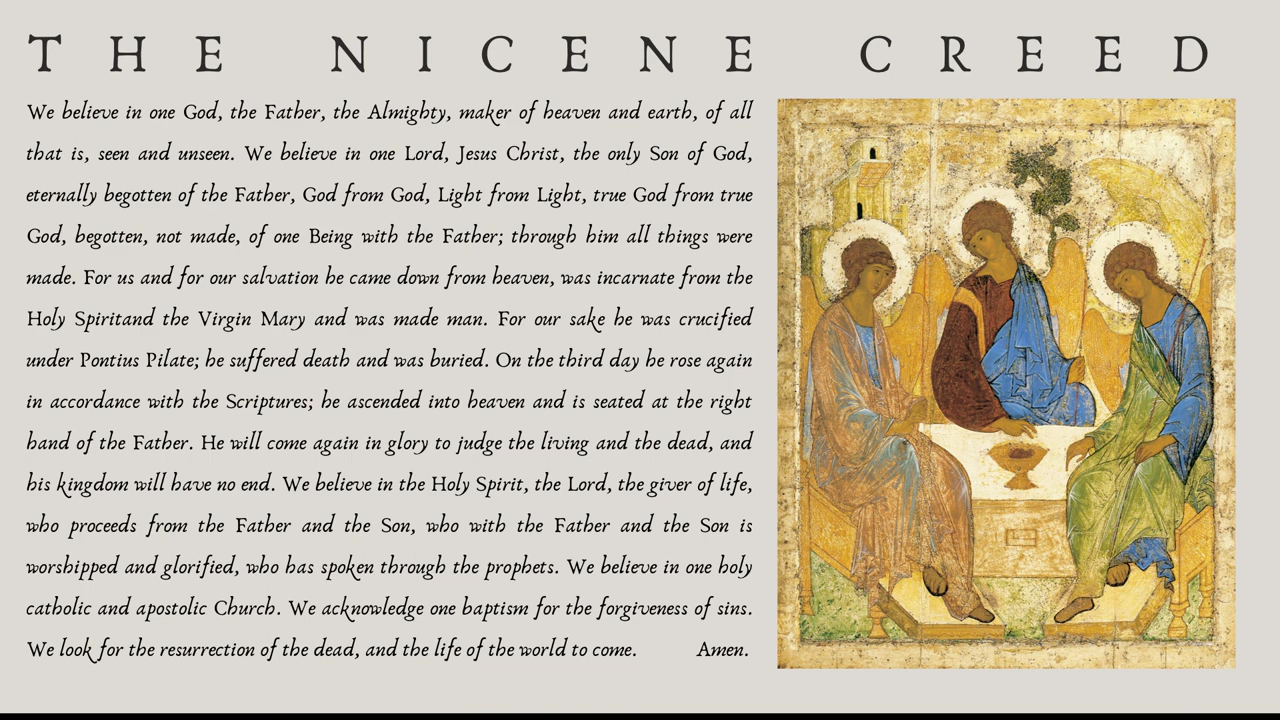 THE NICENE CREED
We believe in one God, the Father, the Almighty, maker of heaven and earth, of all
that is, seen and unseen. We believe in one Lord, Jesus Christ, the only Son of God,
eternally begotten of the Father, God from God, Light from Light, true God from true
God, begotten, not made, of one Being with the Father; through him all things were
made. For us and for our salvation he came down from heaven, was incarnate from the
Holy Spiritand the Virgin Mary and was made man. For our sake he was crucified
under Pontius Pilate; he suffered death and was buried. On the third day he rose again
in accordance with the Scriptures; he ascended into heaven and is seated at the right
hand of the Father. He will come again in glory to judge the living and the dead, and
his kingdom will have no end. We believe in the Holy Spirit, the Lord, the giver of life,
who proceeds from the Father and the Son, who with the Father and the Son is
worshipped and glorified, who has spoken through the prophets. We believe in one holy
catholic and apostolic Church. We acknowledge one baptism for the forgiveness of sins.
We look for the resurrection of the dead, and the life of the world to come. Amen.